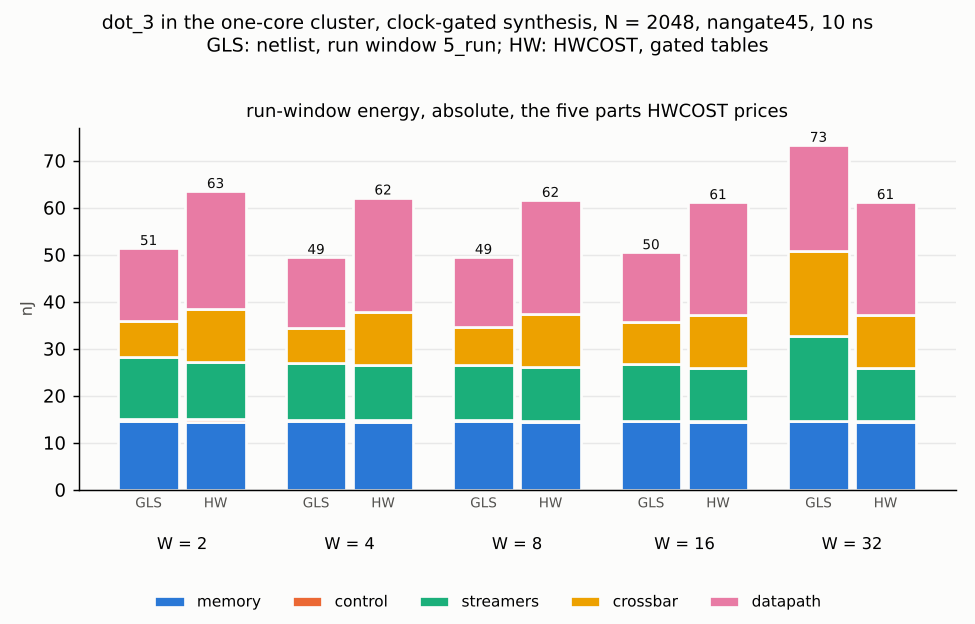 dot_3 in the one-core cluster, clock-gated synthesis, N = 2048, nangate45, 10 ns
GLS: netlist, run window 5_run; HW: HWCOST, gated tables
run-window energy, absolute, the five parts HWCOST prices
nJ
70
60
50
40
30
20
10
0
51
63
49
62
49
62
50
61
73
61
GLS HW GLS HW GLS HW GLS HW GLS HW
W = 2 W = 4 W = 8 W = 16 W = 32
memory control streamers crossbar datapath